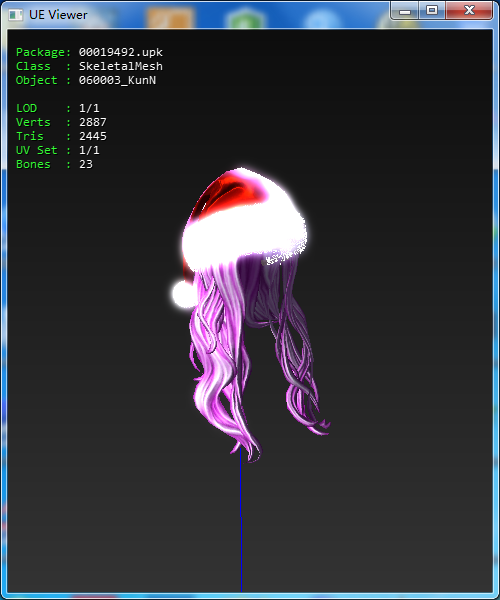 UE Viewer
Package: 00019492.upk
Class  : SkeletalMesh
Object : 060003_KunN
LOD    : 1/1
Verts  : 2887
Tris   : 2445
UV Set : 1/1
Bones  : 23